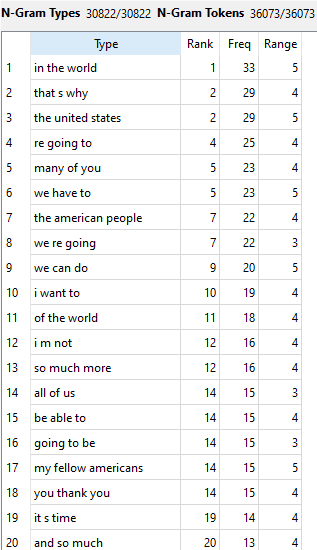 N-Gram Types 30822/30822 N-Gram Tokens 36073/36073
Type Rank Freq Range
1 in the world 1 33 5
2 that s why 2 29 4
3 the united states 2 29 5
4 re going to 4 25 4
5 many of you 5 23 4
6 we have to 5 23 5
7 the american people 7 22 4
8 we re going 7 22 3
9 we can do 9 20 5
10 i want to 10 19 4
11 of the world 11 18 4
12 i m not 12 16 4
13 so much more 12 16 4
14 all of us 14 15 3
15 be able to 14 15 4
16 going to be 14 15 3
17 my fellow americans 14 15 5
18 you thank you 14 15 4
19 it s time 19 14 4
20 and so much 20 13 4